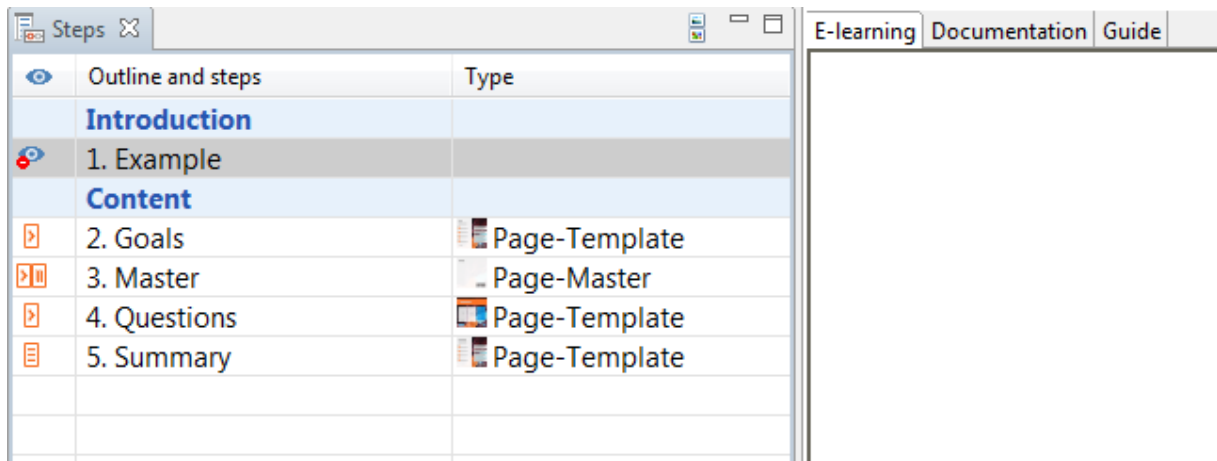 Steps
E-learning Documentation Guide
Outline and steps Type
Introduction
1. Example
Content
2. Goals Page-Template
3. Master Page-Master
4. Questions Page-Template
5. Summary Page-Template